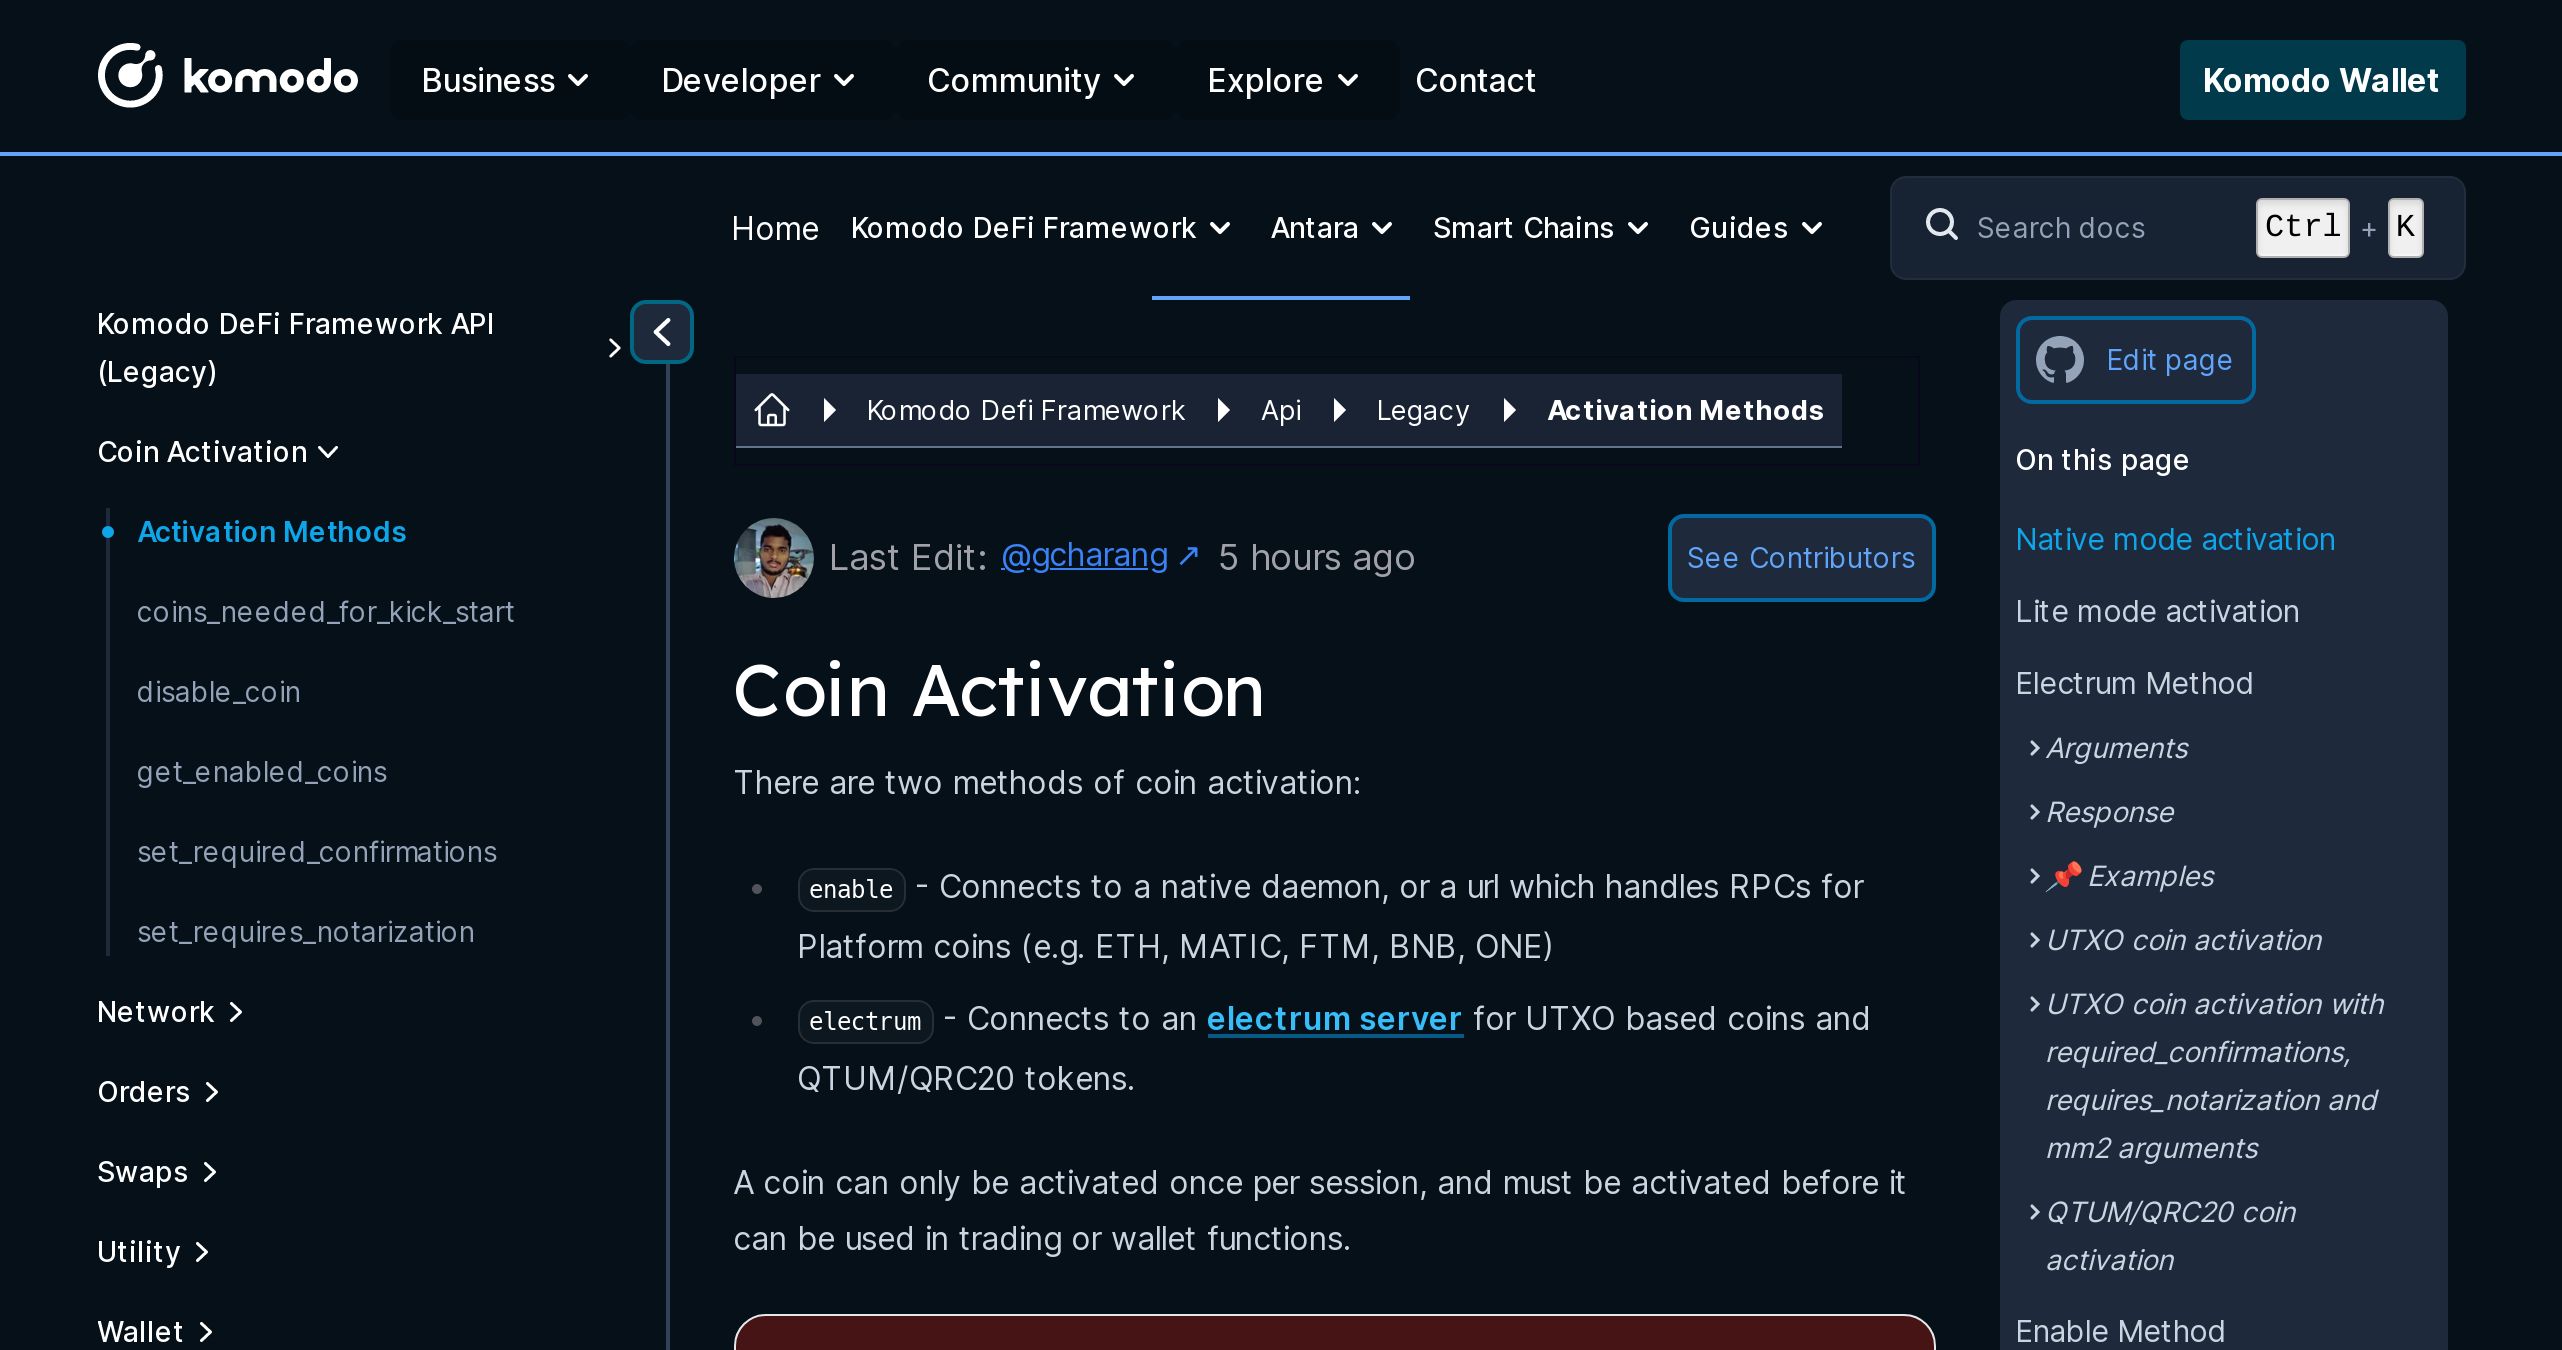 komodo
Business
Developer
Community
Explore
Contact
Komodo Wallet
Home
Komodo DeFi Framework
Antara
Smart Chains
Guides
Search docs
Ctrl + K
Komodo DeFi Framework API
(Legacy)
Coin Activation
Activation Methods
coins_needed_for_kick_start
disable_coin
get_enabled_coins
set_required_confirmations
set_requires_notarization
Network
Orders
Swaps
Utility
Wallet
Komodo Defi Framework
Api
Legacy
Activation Methods
Last Edit: @gcharang ↗ 5 hours ago
See Contributors
Coin Activation
There are two methods of coin activation:
enable - Connects to a native daemon, or a url which handles RPCs for
Platform coins (e.g. ETH, MATIC, FTM, BNB, ONE)
electrum - Connects to an electrum server for UTXO based coins and
QTUM/QRC20 tokens.
A coin can only be activated once per session, and must be activated before it
can be used in trading or wallet functions.
Edit page
On this page
Native mode activation
Lite mode activation
Electrum Method
Arguments
Response
📌 Examples
UTXO coin activation
UTXO coin activation with
required_confirmations,
requires_notarization and
mm2 arguments
QTUM/QRC20 coin
activation
Enable Method